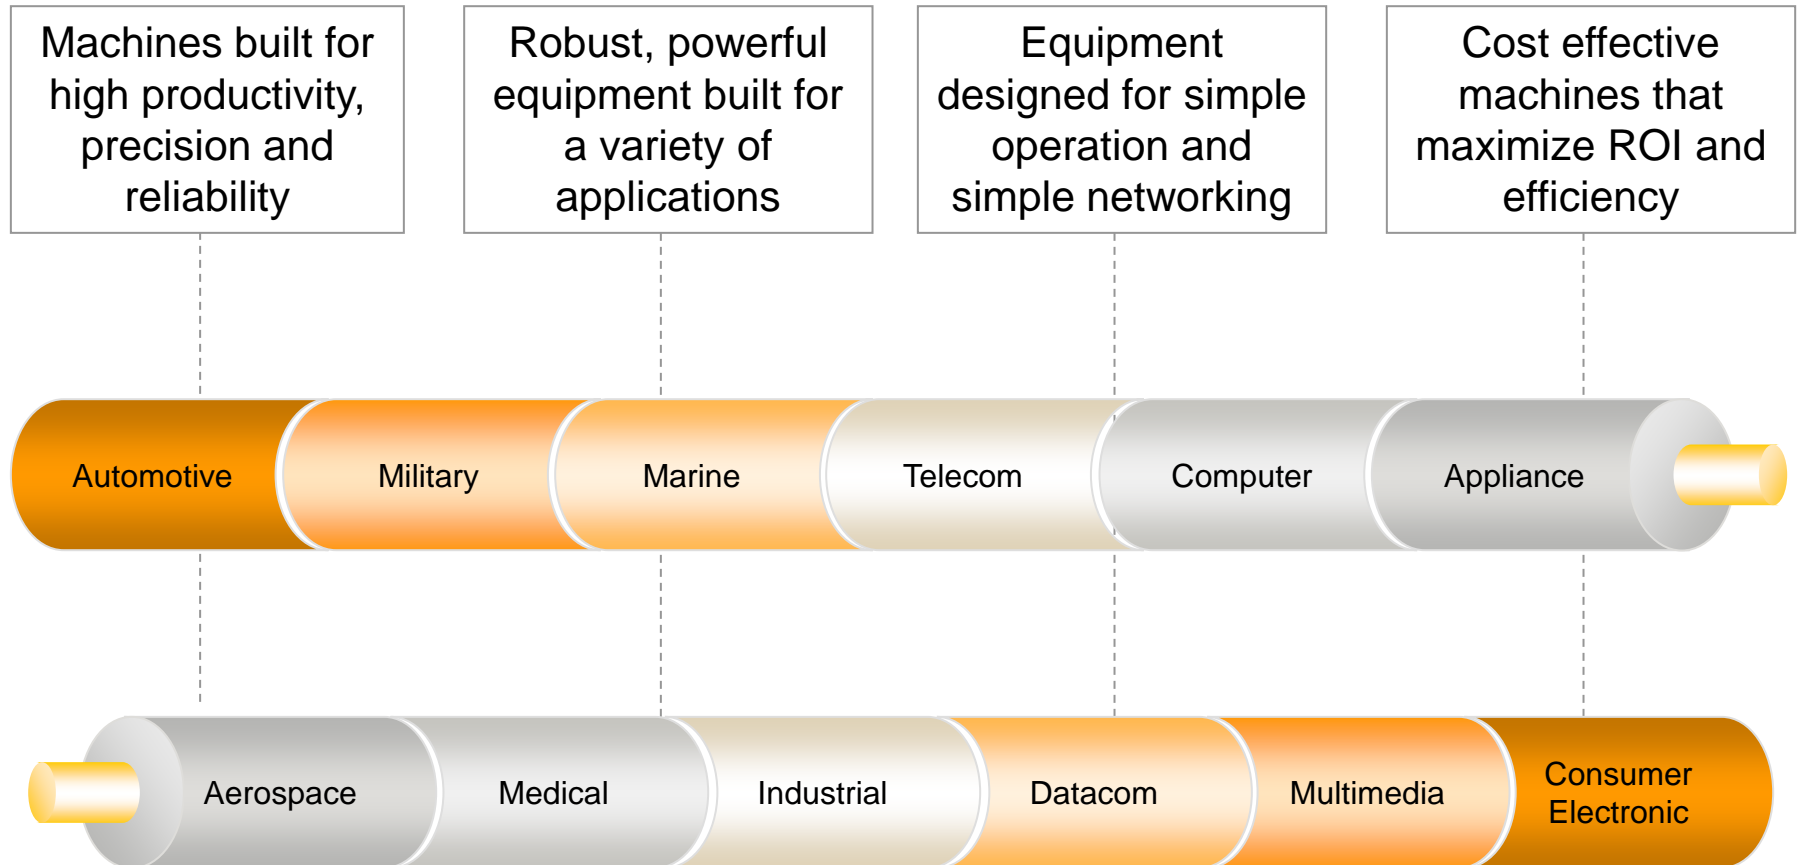 Machines built for
high productivity,
precision and
reliability
Robust, powerful
equipment built for
a variety of
applications
Equipment
designed for simple
operation and
simple networking
Cost effective
machines that
maximize ROI and
efficiency
Automotive
Military
Marine
Telecom
Computer
Appliance
Aerospace
Medical
Industrial
Datacom
Multimedia
Consumer
Electronic